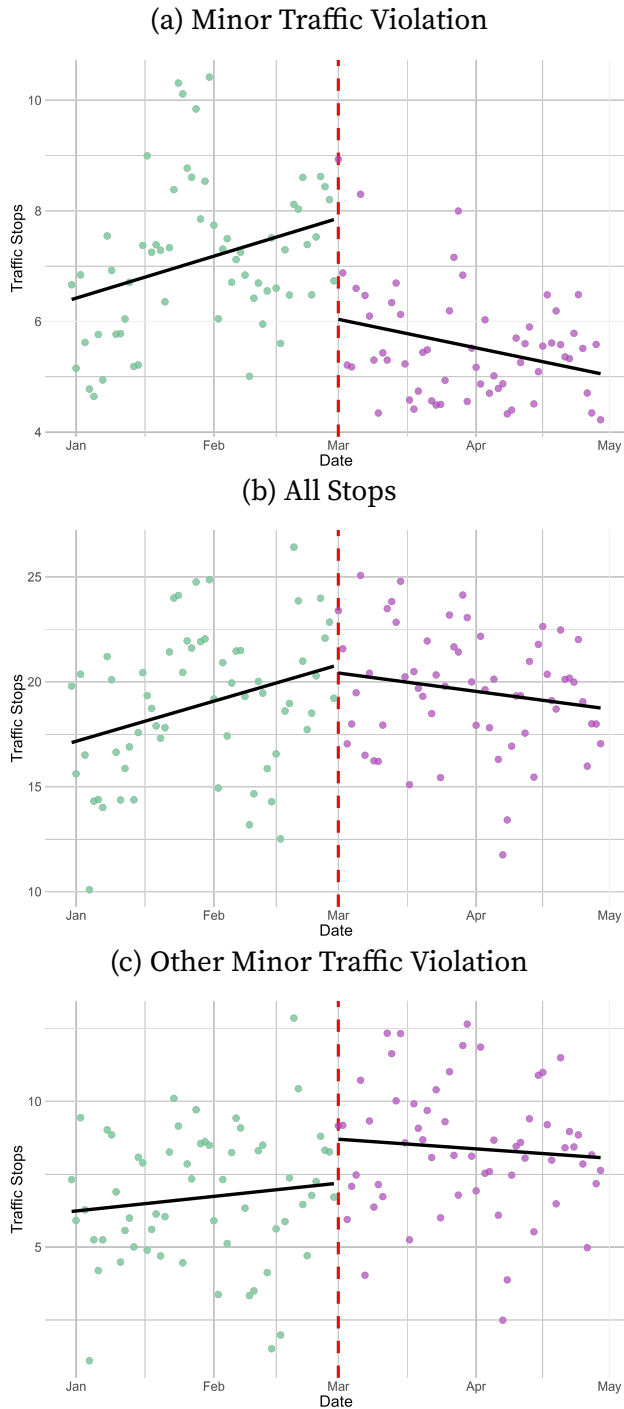 (a) Minor Traffic Violation
10
8
6
4
Traffic Stops
Jan Feb Mar Apr May
Date
(b) All Stops
25
20
15
10
Traffic Stops
Jan Feb Mar Apr May
Date
(c) Other Minor Traffic Violation
10
5
Traffic Stops
Jan Feb Mar Apr May
Date